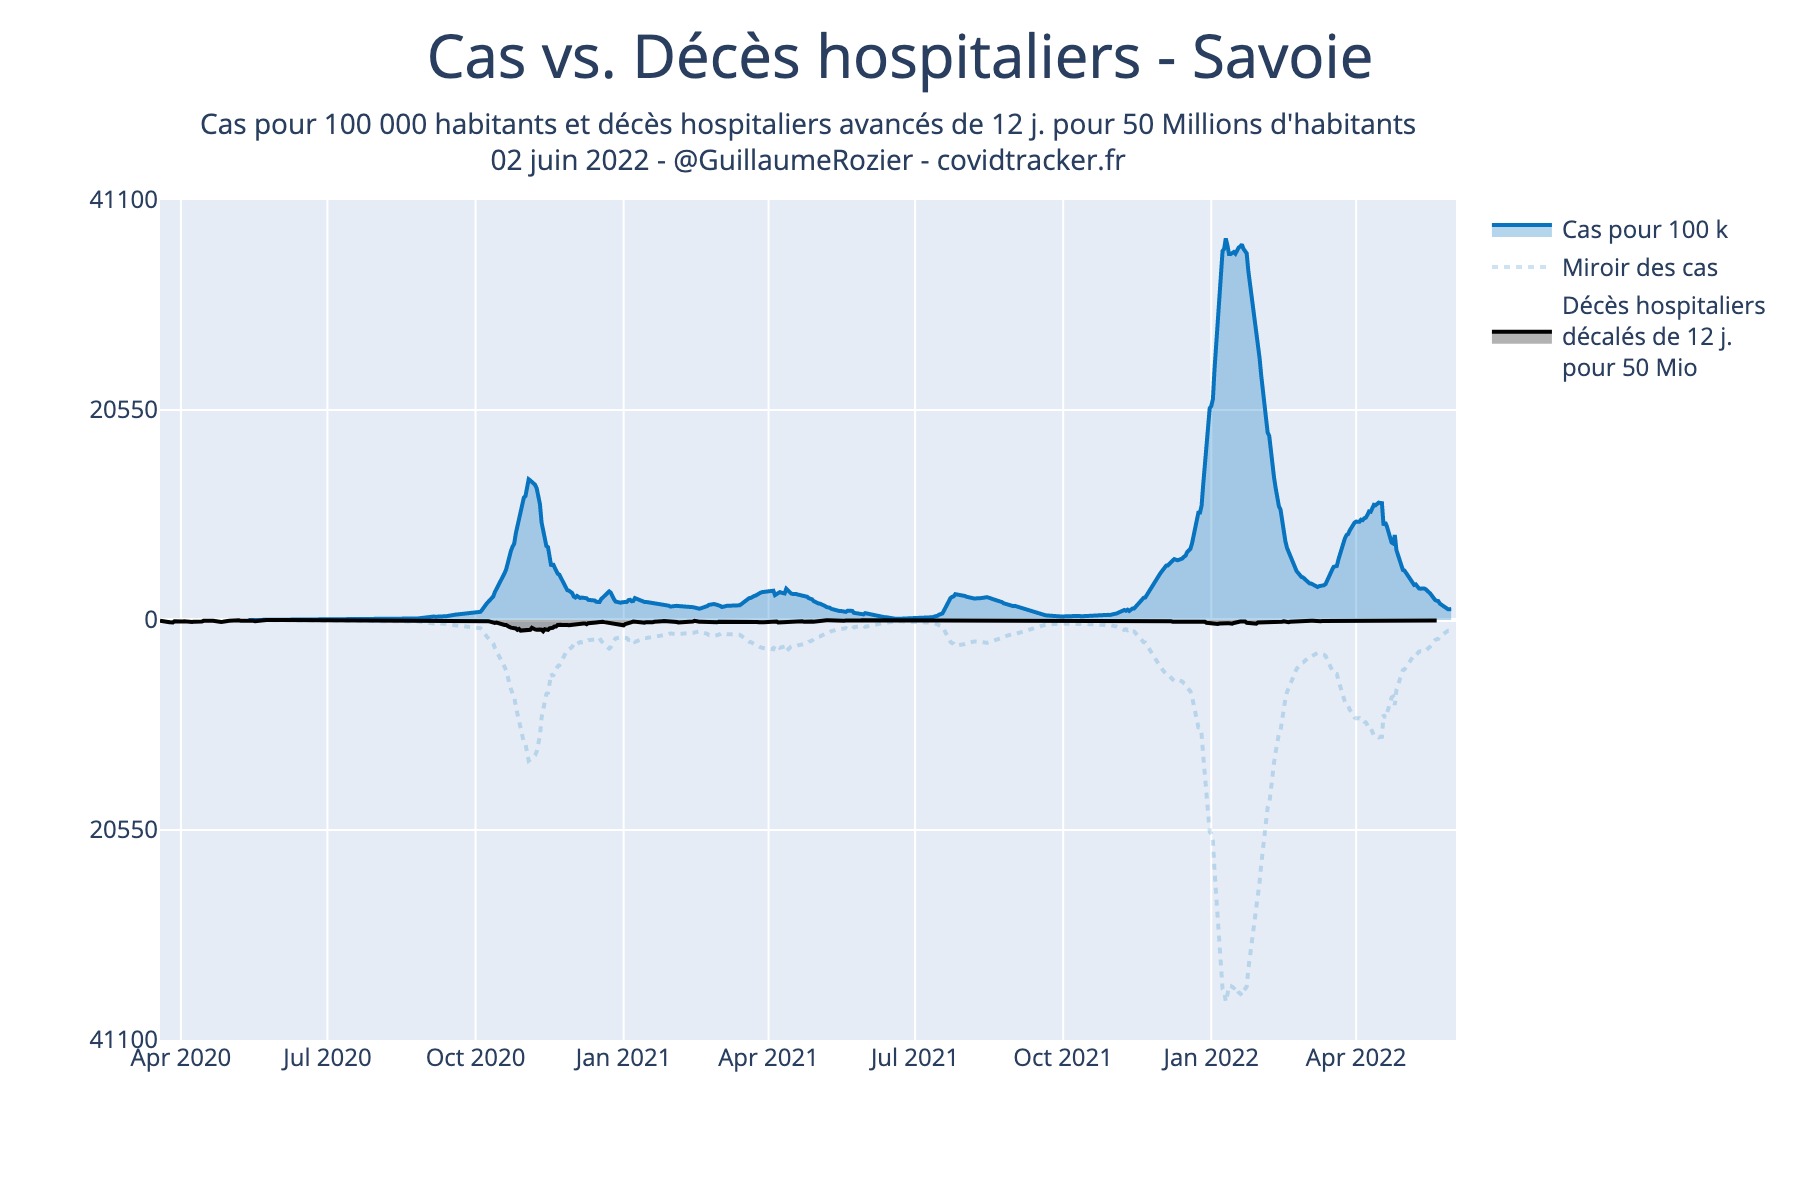 Cas vs. Décès hospitaliers - Savoie
Cas pour 100 000 habitants et décès hospitaliers avancés de 12 j. pour 50 Millions d'habitants
02 juin 2022 - @GuillaumeRozier - covidtracker.fr
41100
20550
0
20550
41100
Apr 2020 Jul 2020 Oct 2020 Jan 2021 Apr 2021 Jul 2021 Oct 2021 Jan 2022 Apr 2022
Cas pour 100 k
Miroir des cas
Décès hospitaliers
décalés de 12 j.
pour 50 Mio